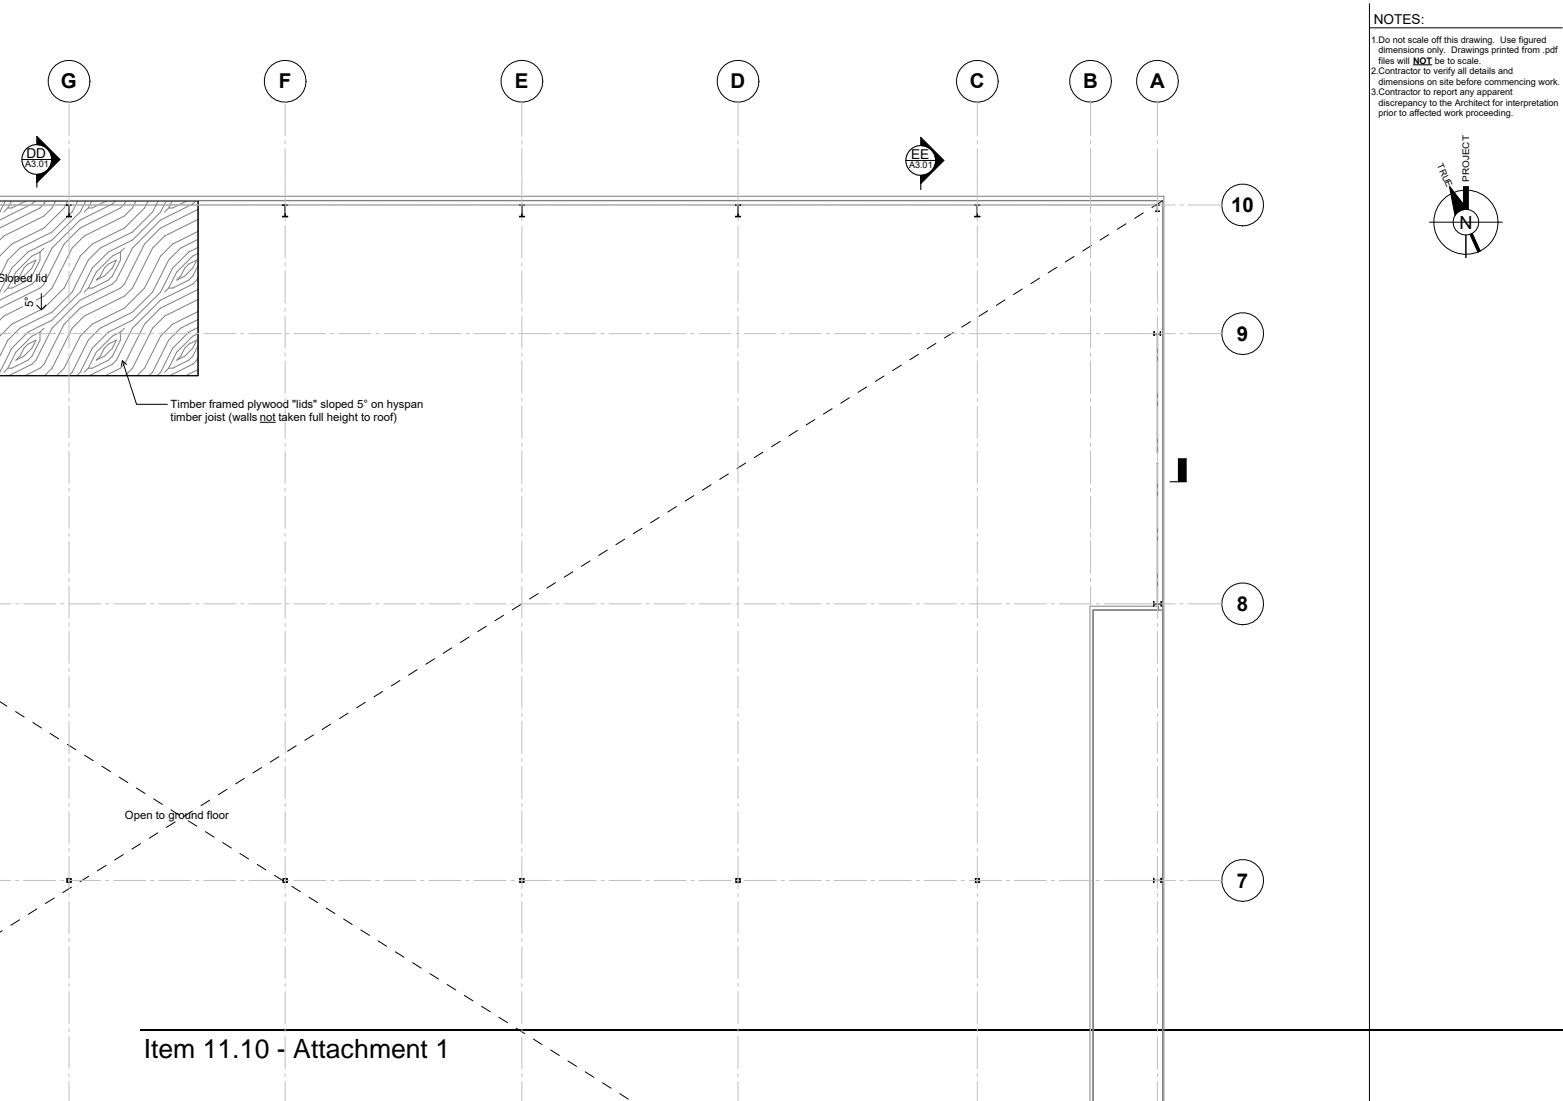 NOTES:
1.Do not scale off this drawing. Use figured
dimensions only. Drawings printed from .pdf
files will NOT be to scale.
2.Contractor to verify all details and
dimensions on site before commencing work.
3.Contractor to report any apparent
discrepancy to the Architect for interpretation
prior to affected work proceeding.
G F E D C B A
TRUE
PROJECT
N
DD
A3.01
EE
A3.01
10
Sloped lid
5°
9
Timber framed plywood "lids" sloped 5° on hyspan
timber joist (walls not taken full height to roof)
8
Open to ground floor
7
Item 11.10 - Attachment 1